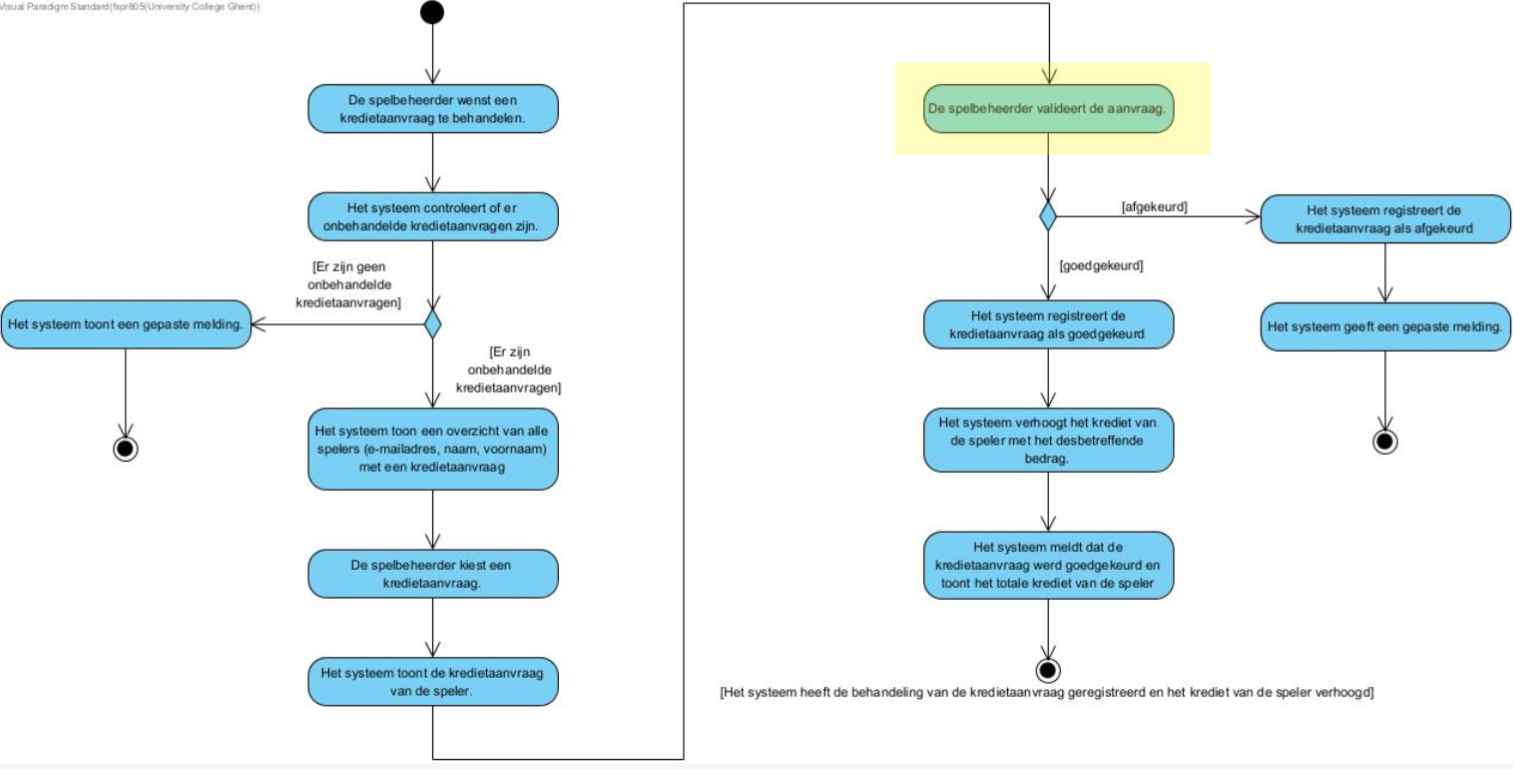 Visual Paradigm Standard(fspr805(University College Ghent))
De spelbeheerder wenst een
kredietaanvraag te behandelen.
Het systeem controleert of er
onbehandelde kredietaanvragen zijn.
[Er zijn geen
onbehandelde
kredietaanvragen]
Het systeem toont een gepaste melding.
[Er zijn
onbehandelde
kredietaanvragen]
Het systeem toon een overzicht van alle
spelers (e-mailadres, naam, voornaam)
met een kredietaanvraag
De spelbeheerder kiest een
kredietaanvraag.
Het systeem toont de kredietaanvraag
van de speler.
De spelbeheerder valideert de aanvraag.
[afgekeurd]
Het systeem registreert de
kredietaanvraag als afgekeurd
Het systeem geeft een gepaste melding.
[goedgekeurd]
Het systeem registreert de
kredietaanvraag als goedgekeurd
Het systeem verhoogt het krediet van
de speler met het desbetreffende
bedrag.
Het systeem meldt dat de
kredietaanvraag werd goedgekeurd en
toont het totale krediet van de speler
[Het systeem heeft de behandeling van de kredietaanvraag geregistreerd en het krediet van de speler verhoogd]